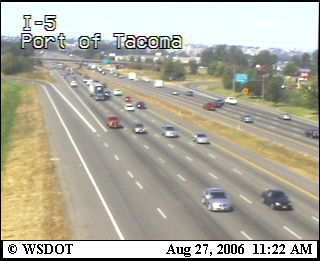 I-5
Port of Tacoma
© WSDOT Aug 27, 2006 11:22 AM